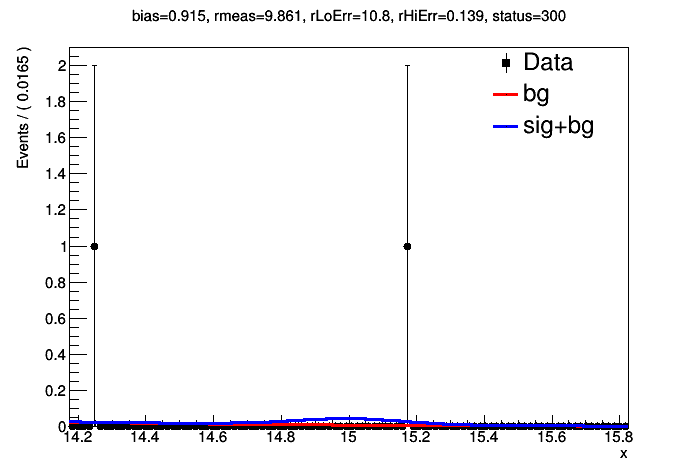 bias=0.915, rmeas=9.861, rLoErr=10.8, rHiErr=0.139, status=300
Events / ( 0.0165 )
2
1.8
1.6
1.4
1.2
1
0.8
0.6
0.4
0.2
0
Data
bg
sig+bg
14.2 14.4 14.6 14.8 15 15.2 15.4 15.6 15.8
x